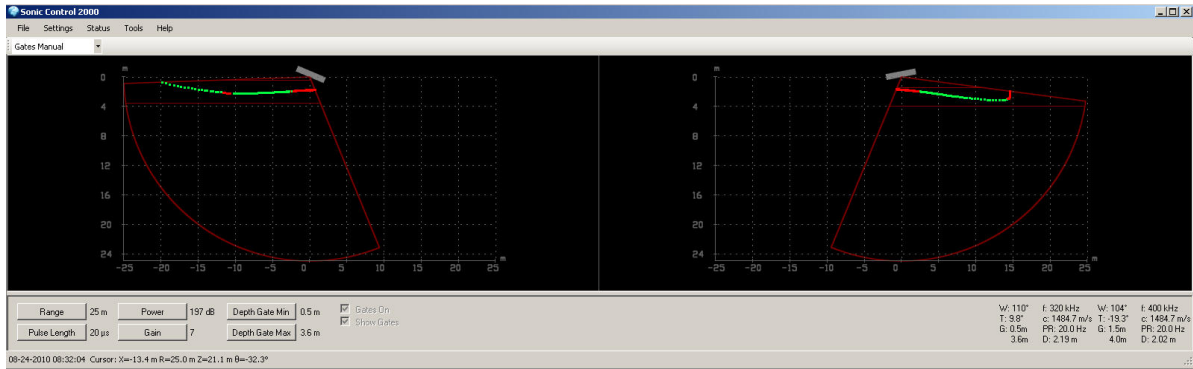 Sonic Control 2000
File Settings Status Tools Help
Gates Manual
m
0
4
8
12
16
20
24
-25 -20 -15 -10 -5 0 5 10 15 20 25 m
m
0
4
8
12
16
20
24
-25 -20 -15 -10 -5 0 5 10 15 20 25 m
Range 25 m Power 197 dB Depth Gate Min 0.5 m Gates On
Pulse Length 20 µs Gain 7 Depth Gate Max 3.6 m Show Gates
W: 110° f: 320 kHz W: 104° f: 400 kHz
T: 9.8° c: 1484.7 m/s T: -19.3° c: 1484.7 m/s
G: 0.5m PR: 20.0 Hz G: 1.5m PR: 20.0 Hz
3.6m D: 2.19 m 4.0m D: 2.02 m
08-24-2010 08:32:04 Cursor: X=-13.4 m R=25.0 m Z=21.1 m θ=-32.3°